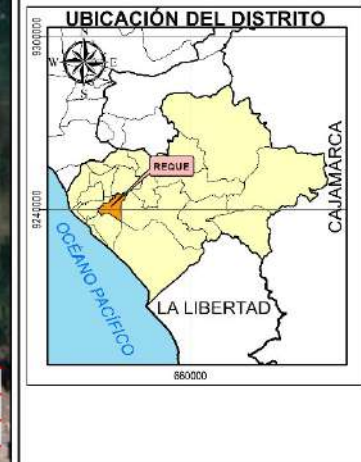 UBICACIÓN DEL DISTRITO
9300000
W
E
REQUE
CAJAMARCA
9240000
OCÉANO PACÍFICO
LA LIBERTAD
660000